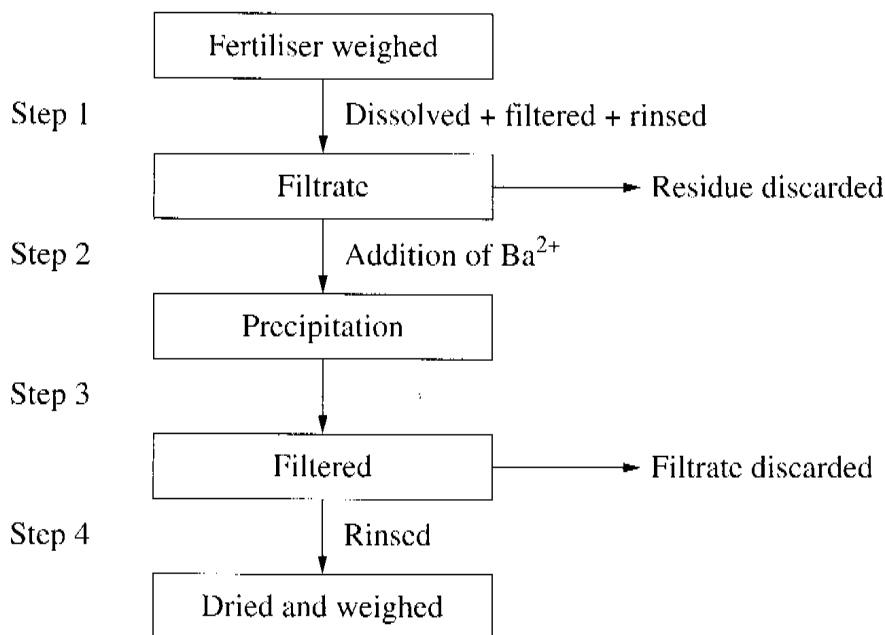 Fertiliser weighed
Step 1 Dissolved + filtered + rinsed
Filtrate Residue discarded
Step 2 Addition of Ba²⁺
Precipitation
Step 3
Filtered Filtrate discarded
Step 4 Rinsed
Dried and weighed